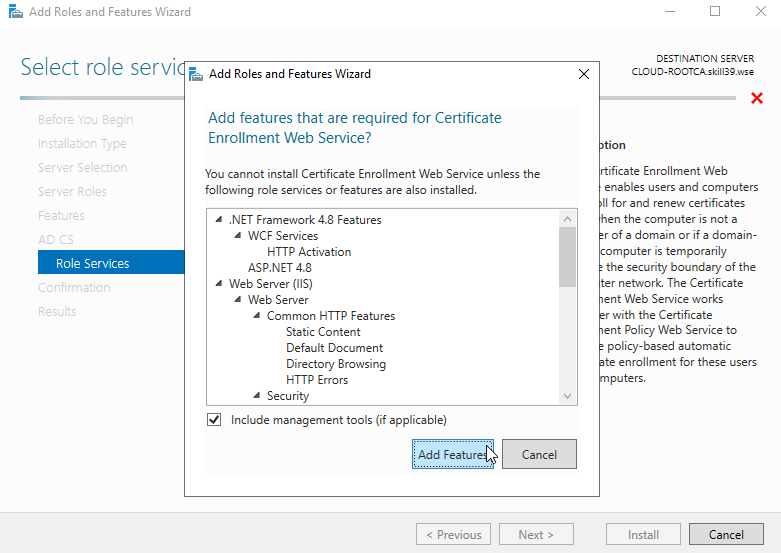 Add Roles and Features Wizard
Select role servic
DESTINATION SERVER
CLOUD-ROOTCA.skill39.wse
Before You Begin
Installation Type
Server Selection
Server Roles
Features
AD CS
Role Services
Confirmation
Results
Add Roles and Features Wizard
Add features that are required for Certificate
Enrollment Web Service?
You cannot install Certificate Enrollment Web Service unless the
following role services or features are also installed.
.NET Framework 4.8 Features
WCF Services
HTTP Activation
ASP.NET 4.8
Web Server (IIS)
Web Server
Common HTTP Features
Static Content
Default Document
Directory Browsing
HTTP Errors
Security
Include management tools (if applicable)
Add Features
Cancel
ption
ertificate Enrollment Web
e enables users and computers
oll for and renew certificates
when the computer is not a
er of a domain or if a domain-
computer is temporarily
e the security boundary of the
ter network. The Certificate
ment Web Service works
er with the Certificate
ment Policy Web Service to
e policy-based automatic
ate enrollment for these users
mputers.
< Previous
Next >
Install
Cancel